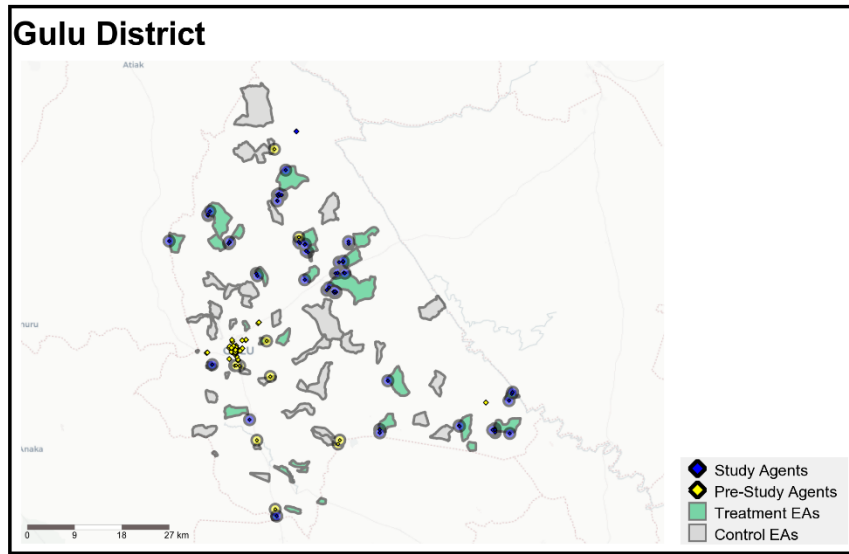 Gulu District
Atiak
nuru
Anaka
0 9 18 27 km
Study Agents
Pre-Study Agents
Treatment EAs
Control EAs